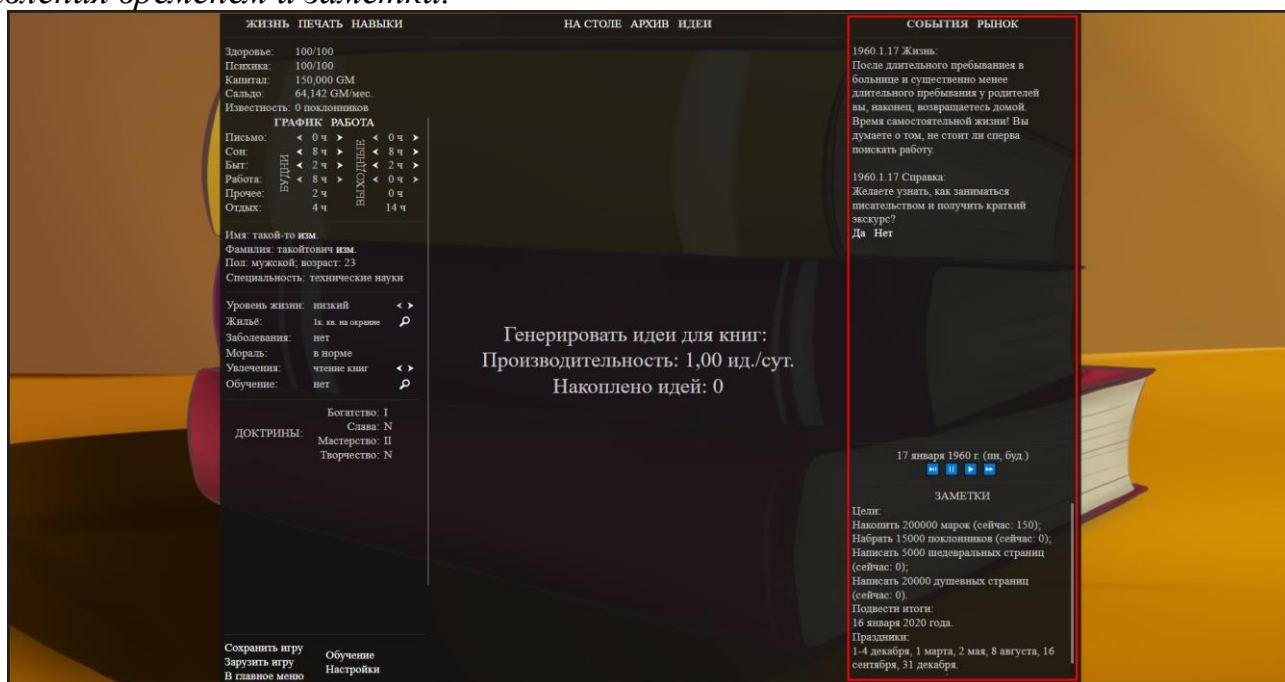 вления временем и заметки.
ЖИЗНЬ ПЕЧАТЬ НАВЫКИ
Здоровье: 100/100
Психика: 100/100
Капитал: 150,000 GM
Сальдо: 64,142 GM/мес.
Известность: 0 поклонников
ГРАФИК РАБОТА
БУДНИ ВЫХОДНЫЕ
Письмо: < 0 ч > < 0 ч >
Сон: < 8 ч > < 8 ч >
Быт: < 2 ч > < 2 ч >
Работа: < 8 ч > < 0 ч >
Прочее: 2 ч 0 ч
Отдых: 4 ч 14 ч
Имя: такой-то изм.
Фамилия: такойтович изм.
Пол: мужской; возраст: 23
Специальность: технические науки
Уровень жизни: низкий < >
Жильё: 1к. кв. на окраине
Заболевания: нет
Мораль: в норме
Увлечения: чтение книг < >
Обучение: нет
ДОКТРИНЫ:
Богатство: I
Слава: N
Мастерство: II
Творчество: N
Сохранить игру
Зарузить игру
В главное меню
Обучение
Настройки
НА СТОЛЕ АРХИВ ИДЕИ
Генерировать идеи для книг:
Производительность: 1,00 ид./сут.
Накоплено идей: 0
СОБЫТИЯ РЫНОК
1960.1.17 Жизнь:
После длительного пребываниея в
больнице и существенно менее
длительного пребывания у родителей
вы, наконец, возвращаетесь домой.
Время самостоятельной жизни! Вы
думаете о том, не стоит ли сперва
поискать работу.
1960.1.17 Справка:
Желаете узнать, как заниматься
писательством и получить краткий
экскурс?
Да Нет
17 января 1960 г. (пн, буд.)
ЗАМЕТКИ
Цели:
Накопить 200000 марок (сейчас: 150);
Набрать 15000 поклонников (сейчас: 0);
Написать 5000 шедевральных страниц
(сейчас: 0);
Написать 20000 душевных страниц
(сейчас: 0).
Подвести итоги:
16 января 2020 года.
Праздники:
1-4 декабря, 1 марта, 2 мая, 8 августа, 16
сентября, 31 декабря.